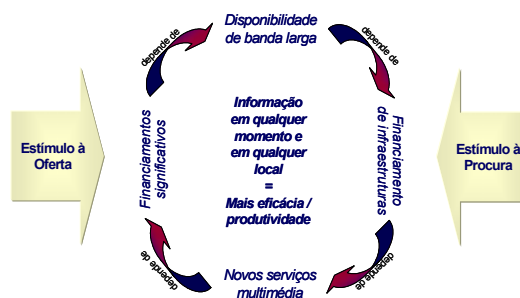 Disponibilidade
de banda larga
depende de
depende de
Informação
em qualquer
momento e
em qualquer
local
=
Mais eficácia /
produtividade
Estímulo à
Oferta
Financiamentos
significativos
Financiamento
de infraestruturas
Estímulo à
Procura
depende de
depende de
Novos serviços
multimédia